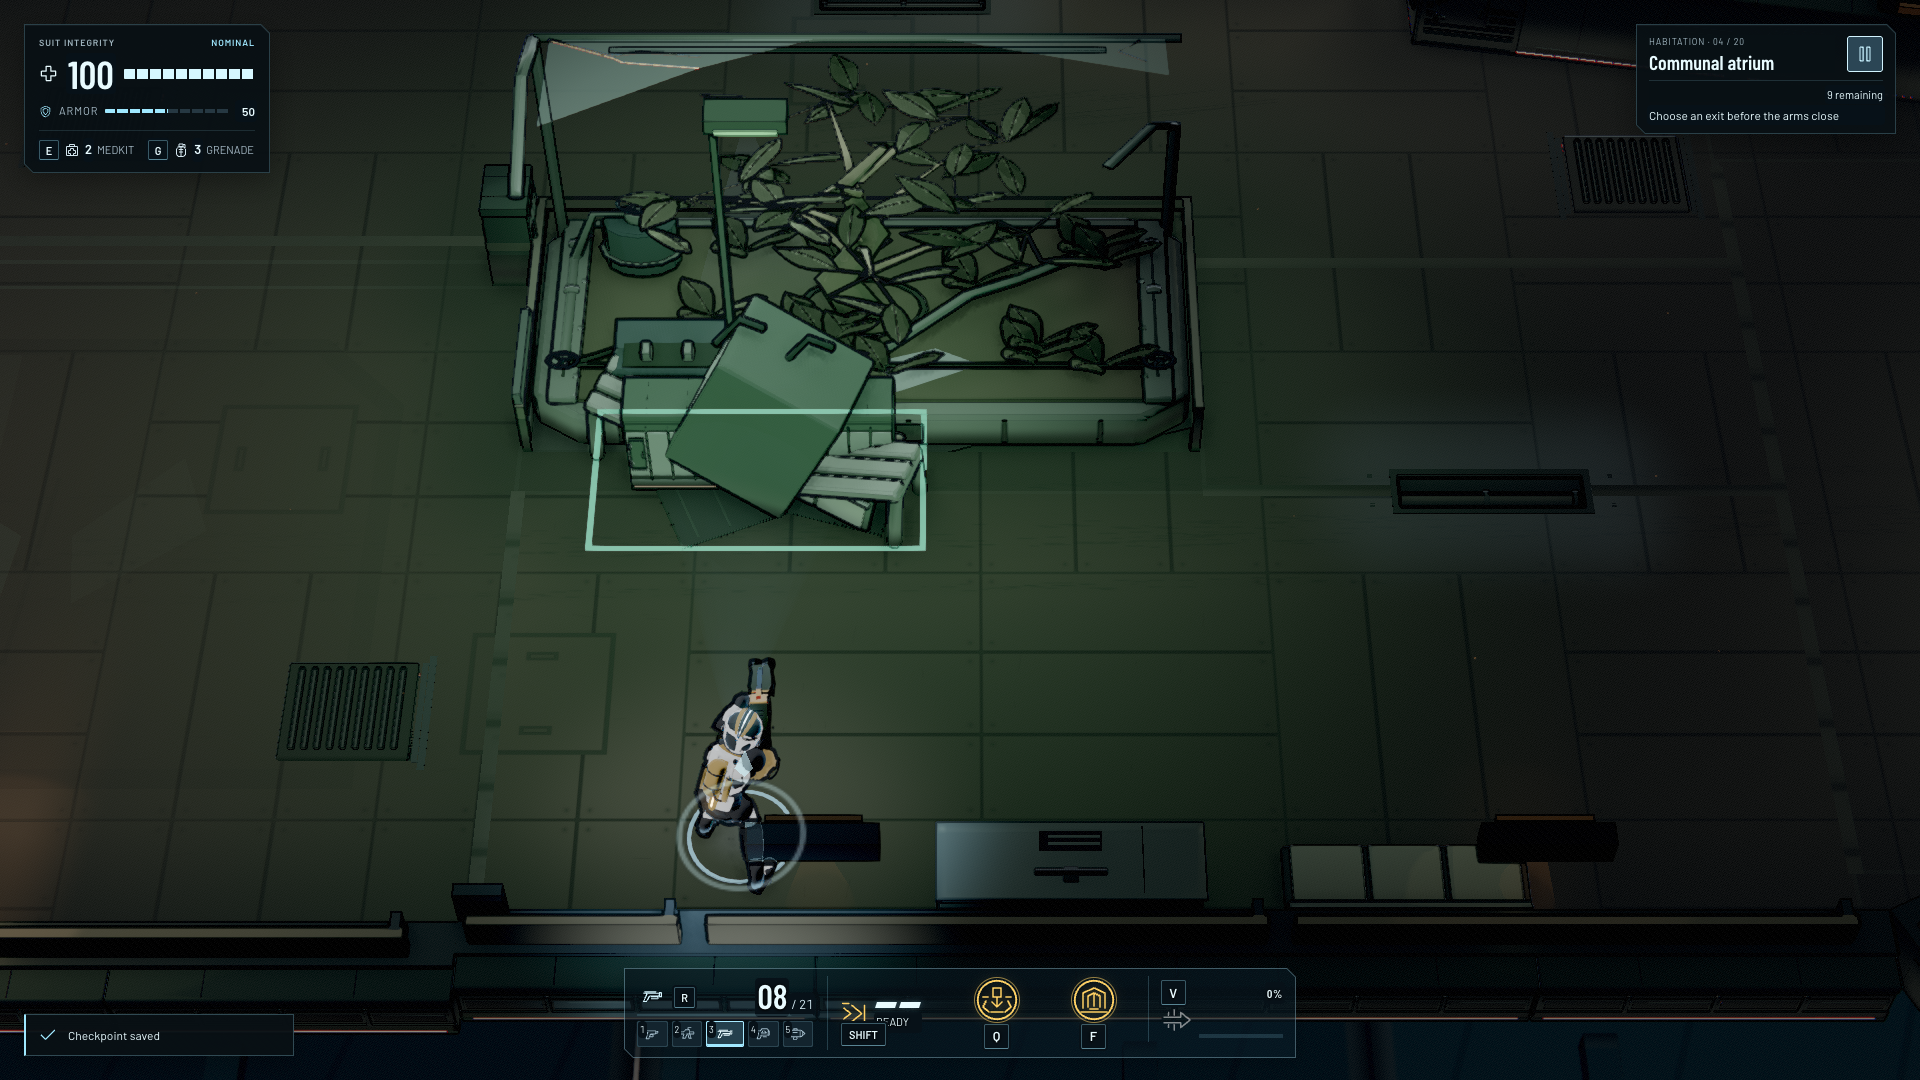 SUIT INTEGRITY NOMINAL
100
ARMOR 50
E 2 MEDKIT G 3 GRENADE
HABITATION · 04 / 20
Communal atrium
9 remaining
Choose an exit before the arms close
Checkpoint saved
R 08 / 21
1 2 3 4 5
READY
SHIFT
Q
F
V 0%